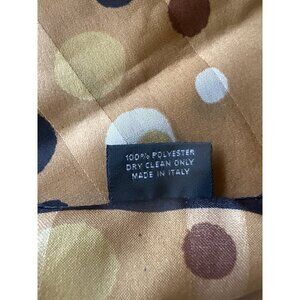 100% POLYESTER
DRY CLEAN ONLY
MADE IN ITALY